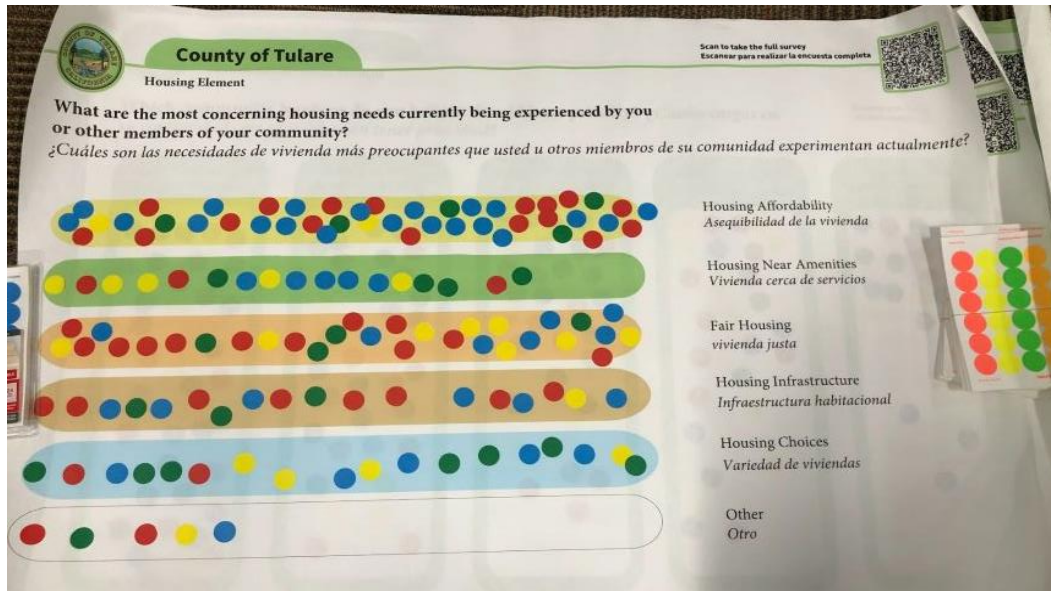 COUNTY OF TULARE
CALIFORNIA
County of Tulare
Scan to take the full survey
Escanear para realizar la encuesta completa
Housing Element
What are the most concerning housing needs currently being experienced by you
or other members of your community?
¿Cuáles son las necesidades de vivienda más preocupantes que usted u otros miembros de su comunidad experimentan actualmente?
Housing Affordability
Asequibilidad de la vivienda
Housing Near Amenities
Vivienda cerca de servicios
Fair Housing
vivienda justa
Housing Infrastructure
Infraestructura habitacional
Housing Choices
Variedad de viviendas
Other
Otro